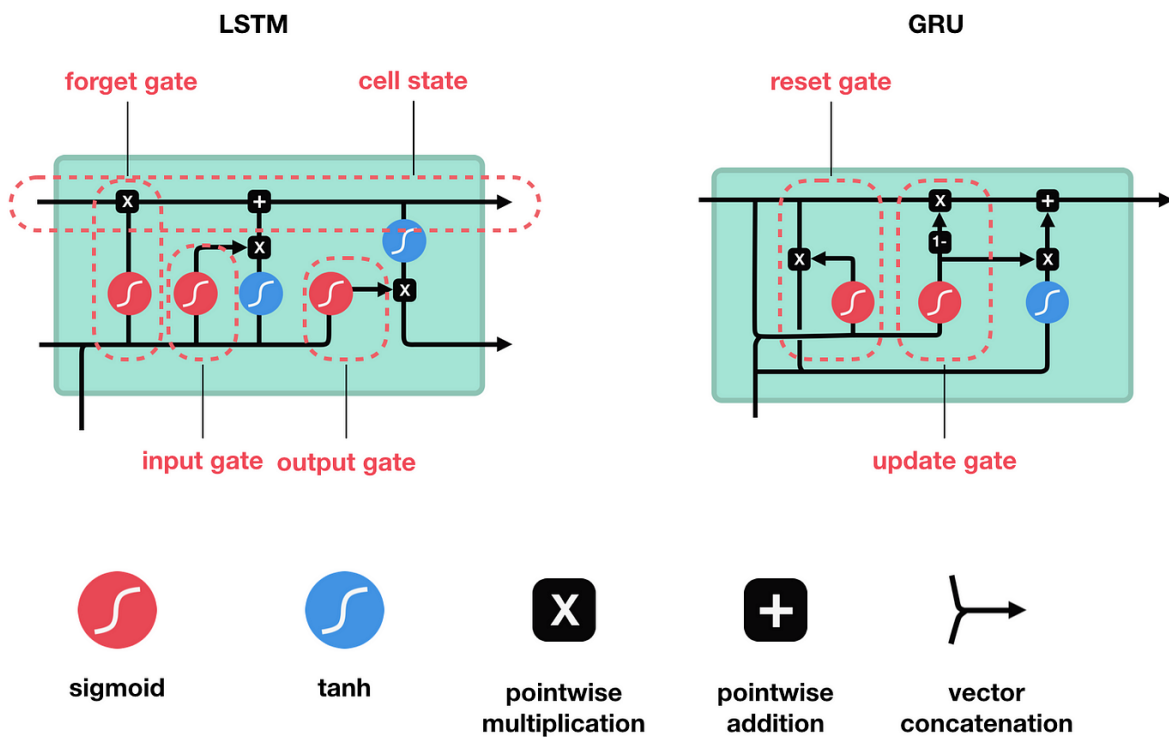 LSTM
GRU
forget gate
cell state
reset gate
X
+
X
+
X
1-
X
X
X
input gate
output gate
update gate
X
+
sigmoid
tanh
pointwise
multiplication
pointwise
addition
vector
concatenation